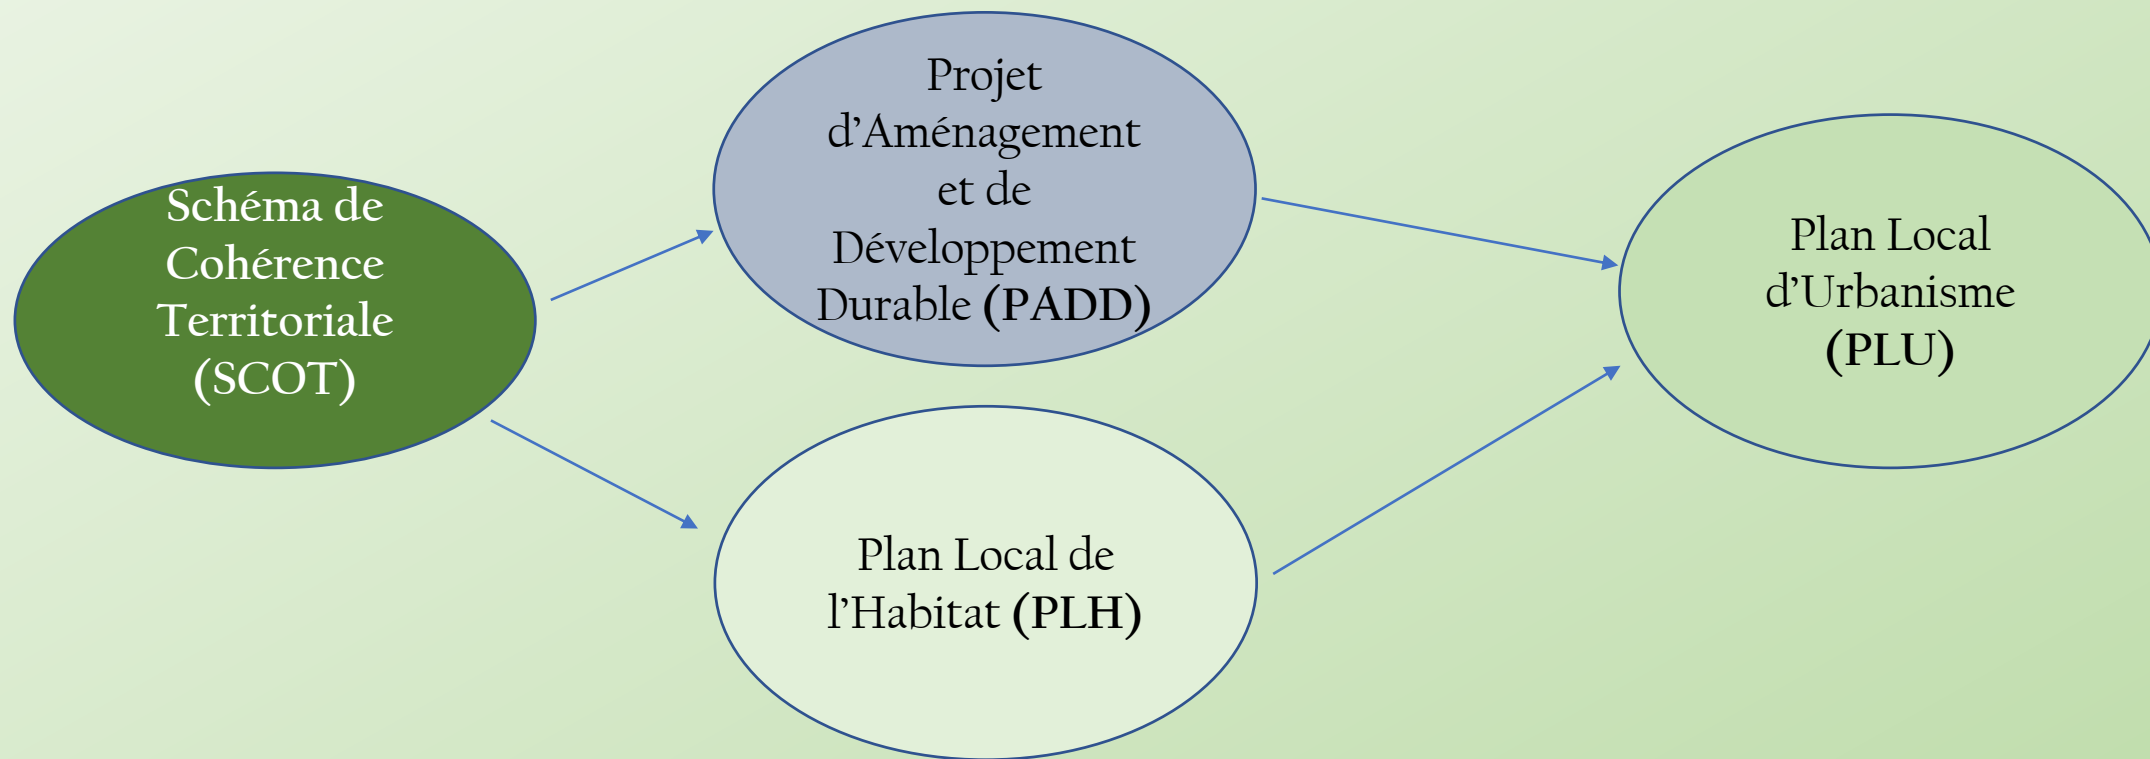 Schéma de
Cohérence
Territoriale
(SCOT)
Projet
d’Aménagement
et de
Développement
Durable (PADD)
Plan Local de
l’Habitat (PLH)
Plan Local
d’Urbanisme
(PLU)